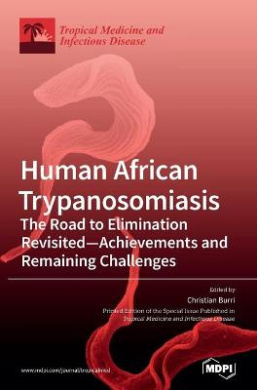 Tropical Medicine and
Infectious Disease
Human African
Trypanosomiasis
The Road to Elimination
Revisited—Achievements and
Remaining Challenges
Edited by
Christian Burri
Printed Edition of the Special Issue Published in
Tropical Medicine and Infectious Disease
www.mdpi.com/journal/tropicalmed
MDPI